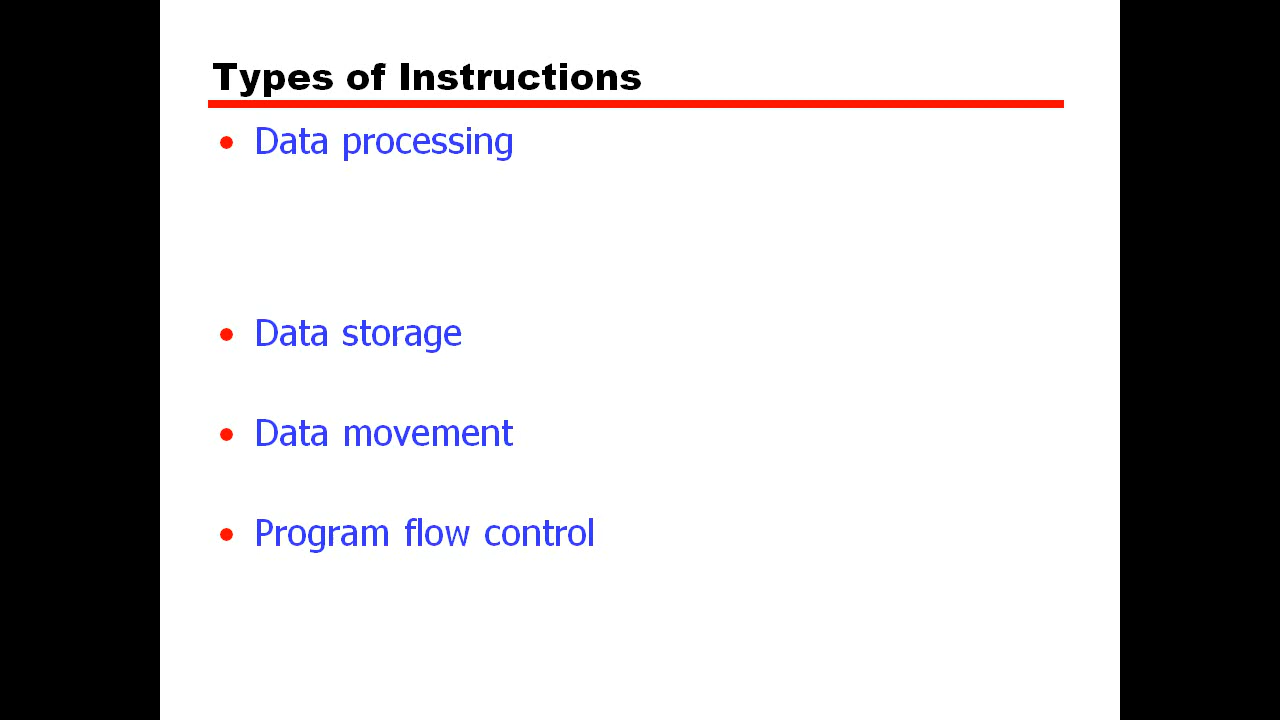 Types of Instructions
• Data processing
• Data storage
• Data movement
• Program flow control